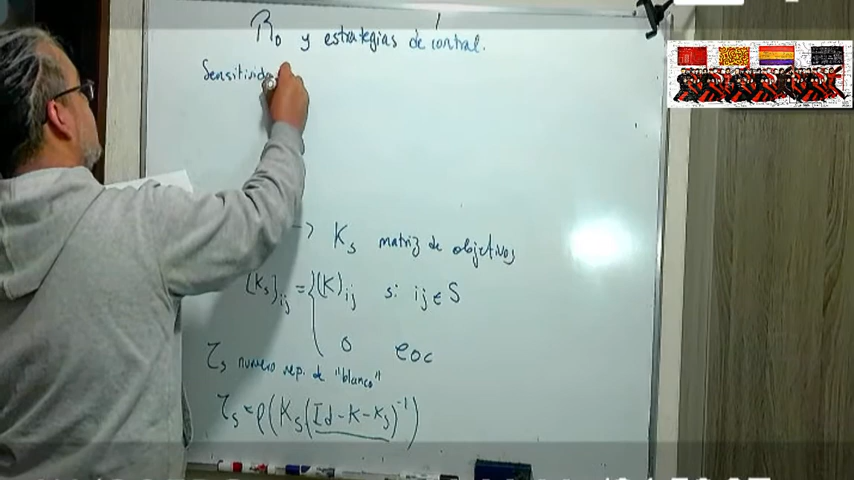 R₀ y estrategias de control.
Sensitivida
→ Kₛ matriz de objetivos
[Kₛ]ᵢⱼ = { (K)ᵢⱼ si ij ∈ S
0 eoc
τₛ numero rep. de "blanco"
τₛ = ρ(Kₛ(Id - K - Kₛ)⁻¹)